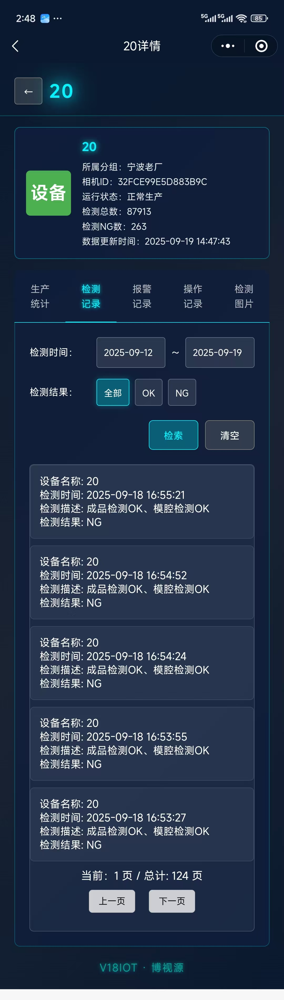 2:48 26 ··· 5G 5G 85
20详情
← 20
20
设备
所属分组：宁波老厂
相机ID：32FCE99E5D883B9C
运行状态：正常生产
检测总数：87913
检测NG数：263
数据更新时间：2025-09-19 14:47:43
生产统计
检测记录
报警记录
操作记录
检测图片
检测时间： 2025-09-12 ~ 2025-09-19
检测结果： 全部 OK NG
检索 清空
设备名称: 20
检测时间: 2025-09-18 16:55:21
检测描述: 成品检测OK、模腔检测OK
检测结果: NG
设备名称: 20
检测时间: 2025-09-18 16:54:52
检测描述: 成品检测OK、模腔检测OK
检测结果: NG
设备名称: 20
检测时间: 2025-09-18 16:54:24
检测描述: 成品检测OK、模腔检测OK
检测结果: NG
设备名称: 20
检测时间: 2025-09-18 16:53:55
检测描述: 成品检测OK、模腔检测OK
检测结果: NG
设备名称: 20
检测时间: 2025-09-18 16:53:27
检测描述: 成品检测OK、模腔检测OK
检测结果: NG
当前：1 页 / 总计: 124 页
上一页 下一页
V18IOT · 博视源